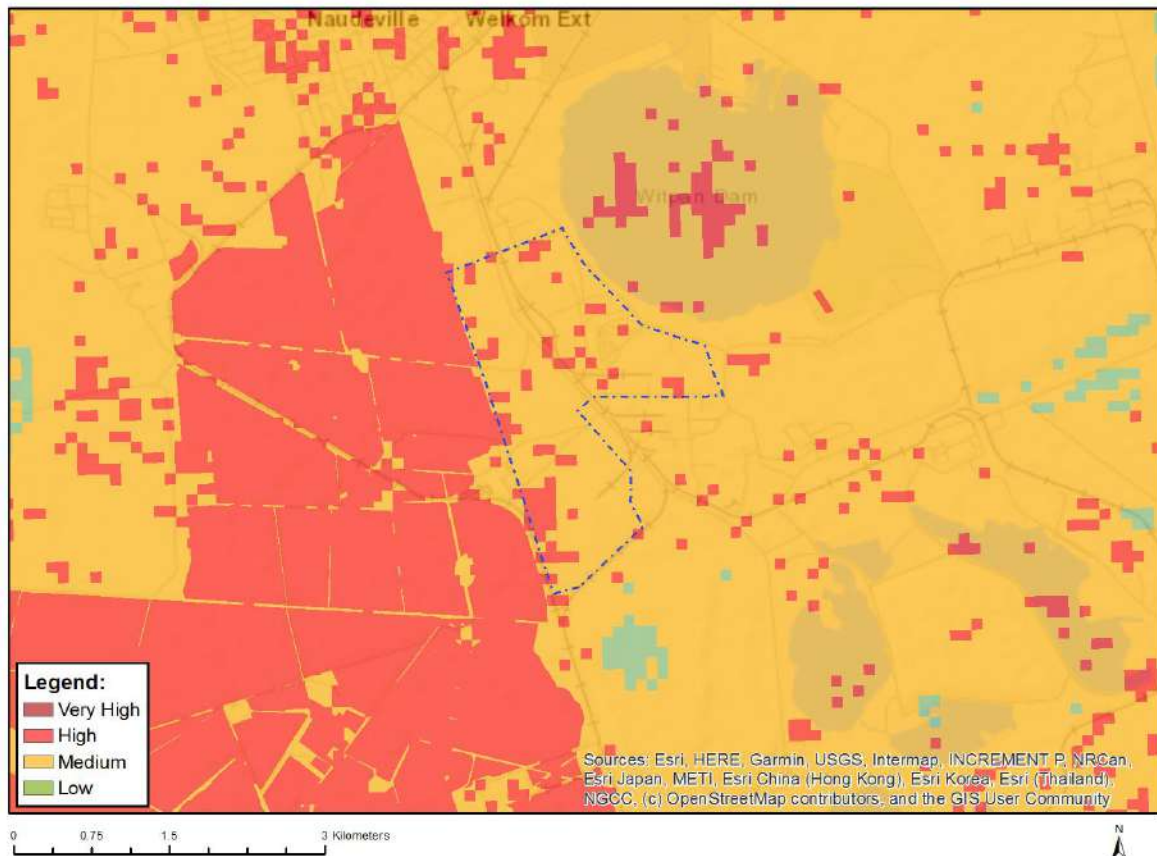 Naudeville Welkom Ext
Witpan Dam
Legend:
Very High
High
Medium
Low
Sources: Esri, HERE, Garmin, USGS, Intermap, INCREMENT P, NRCan,
Esri Japan, METI, Esri China (Hong Kong), Esri Korea, Esri (Thailand),
NGCC, (c) OpenStreetMap contributors, and the GIS User Community
0 0.75 1.5 3 Kilometers
N